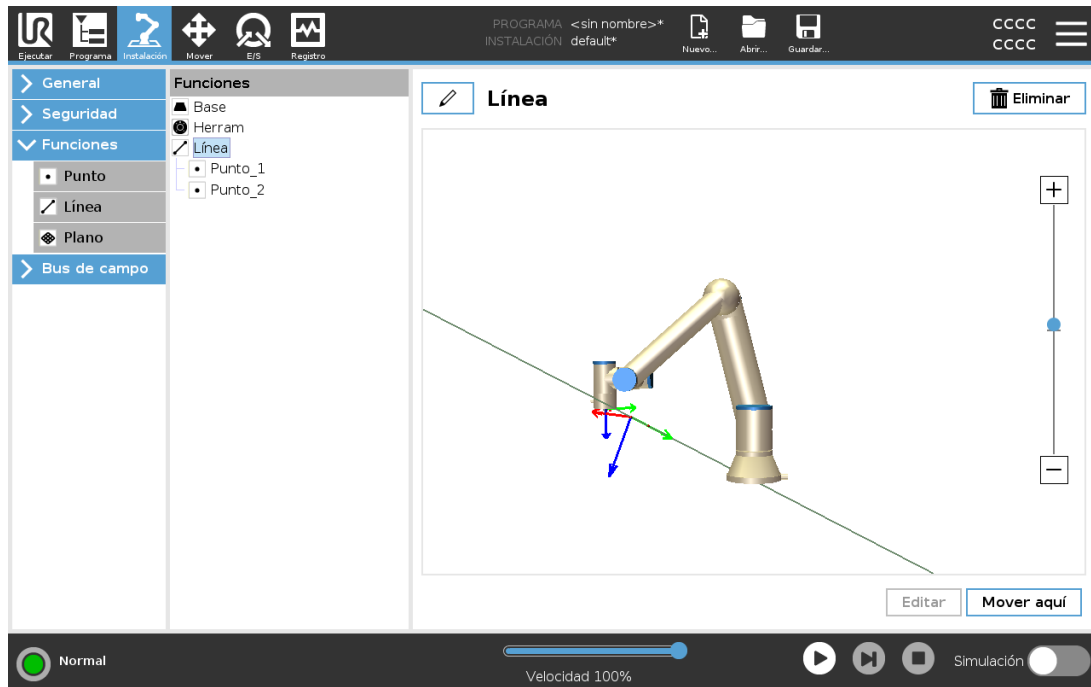 PROGRAMA <sin nombre>*
INSTALACIÓN default*
CCCC
CCCC
Ejecutar
Programa
Instalación
Mover
E/S
Registro
Nuevo...
Abrir...
Guardar...
General
Seguridad
Funciones
Punto
Línea
Plano
Bus de campo
Funciones
Base
Herram
Línea
Punto_1
Punto_2
Línea
Eliminar
Editar
Mover aquí
Normal
Velocidad 100%
Simulación